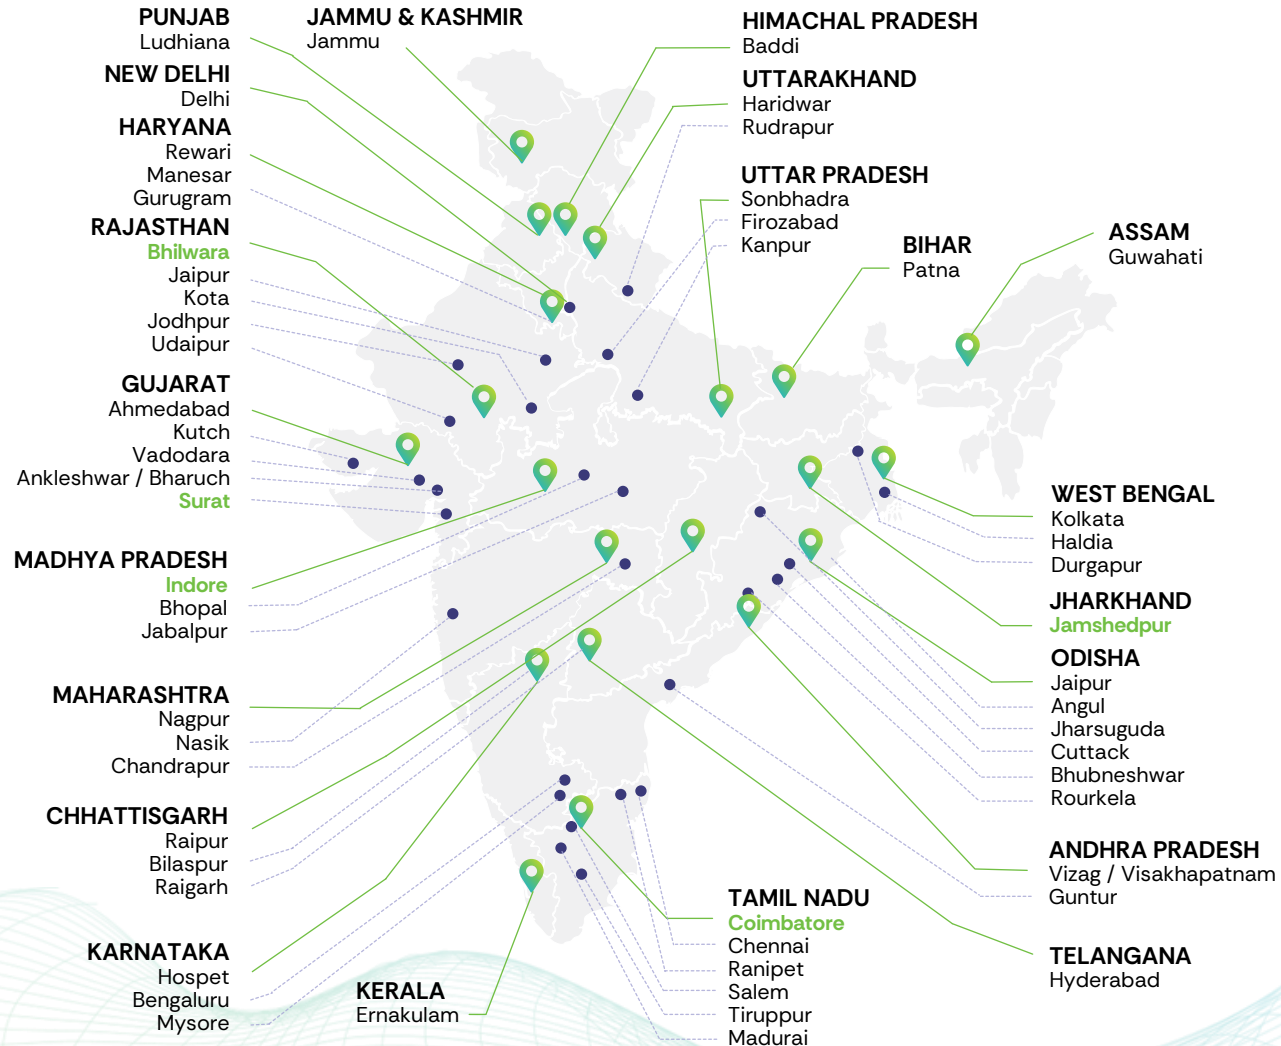 PUNJAB
Ludhiana
NEW DELHI
Delhi
HARYANA
Rewari
Manesar
Gurugram
RAJASTHAN
Bhilwara
Jaipur
Kota
Jodhpur
Udaipur
GUJARAT
Ahmedabad
Kutch
Vadodara
Ankleshwar / Bharuch
Surat
MADHYA PRADESH
Indore
Bhopal
Jabalpur
MAHARASHTRA
Nagpur
Nasik
Chandrapur
CHHATTISGARH
Raipur
Bilaspur
Raigarh
KARNATAKA
Hospet
Bengaluru
Mysore
JAMMU & KASHMIR
Jammu
KERALA
Ernakulam
HIMACHAL PRADESH
Baddi
UTTARAKHAND
Haridwar
Rudrapur
UTTAR PRADESH
Sonbhadra
Firozabad
Kanpur
BIHAR
Patna
ASSAM
Guwahati
WEST BENGAL
Kolkata
Haldia
Durgapur
JHARKHAND
Jamshedpur
ODISHA
Jaipur
Angul
Jharsuguda
Cuttack
Bhubneshwar
Rourkela
ANDHRA PRADESH
Vizag / Visakhapatnam
Guntur
TELANGANA
Hyderabad
TAMIL NADU
Coimbatore
Chennai
Ranipet
Salem
Tiruppur
Madurai